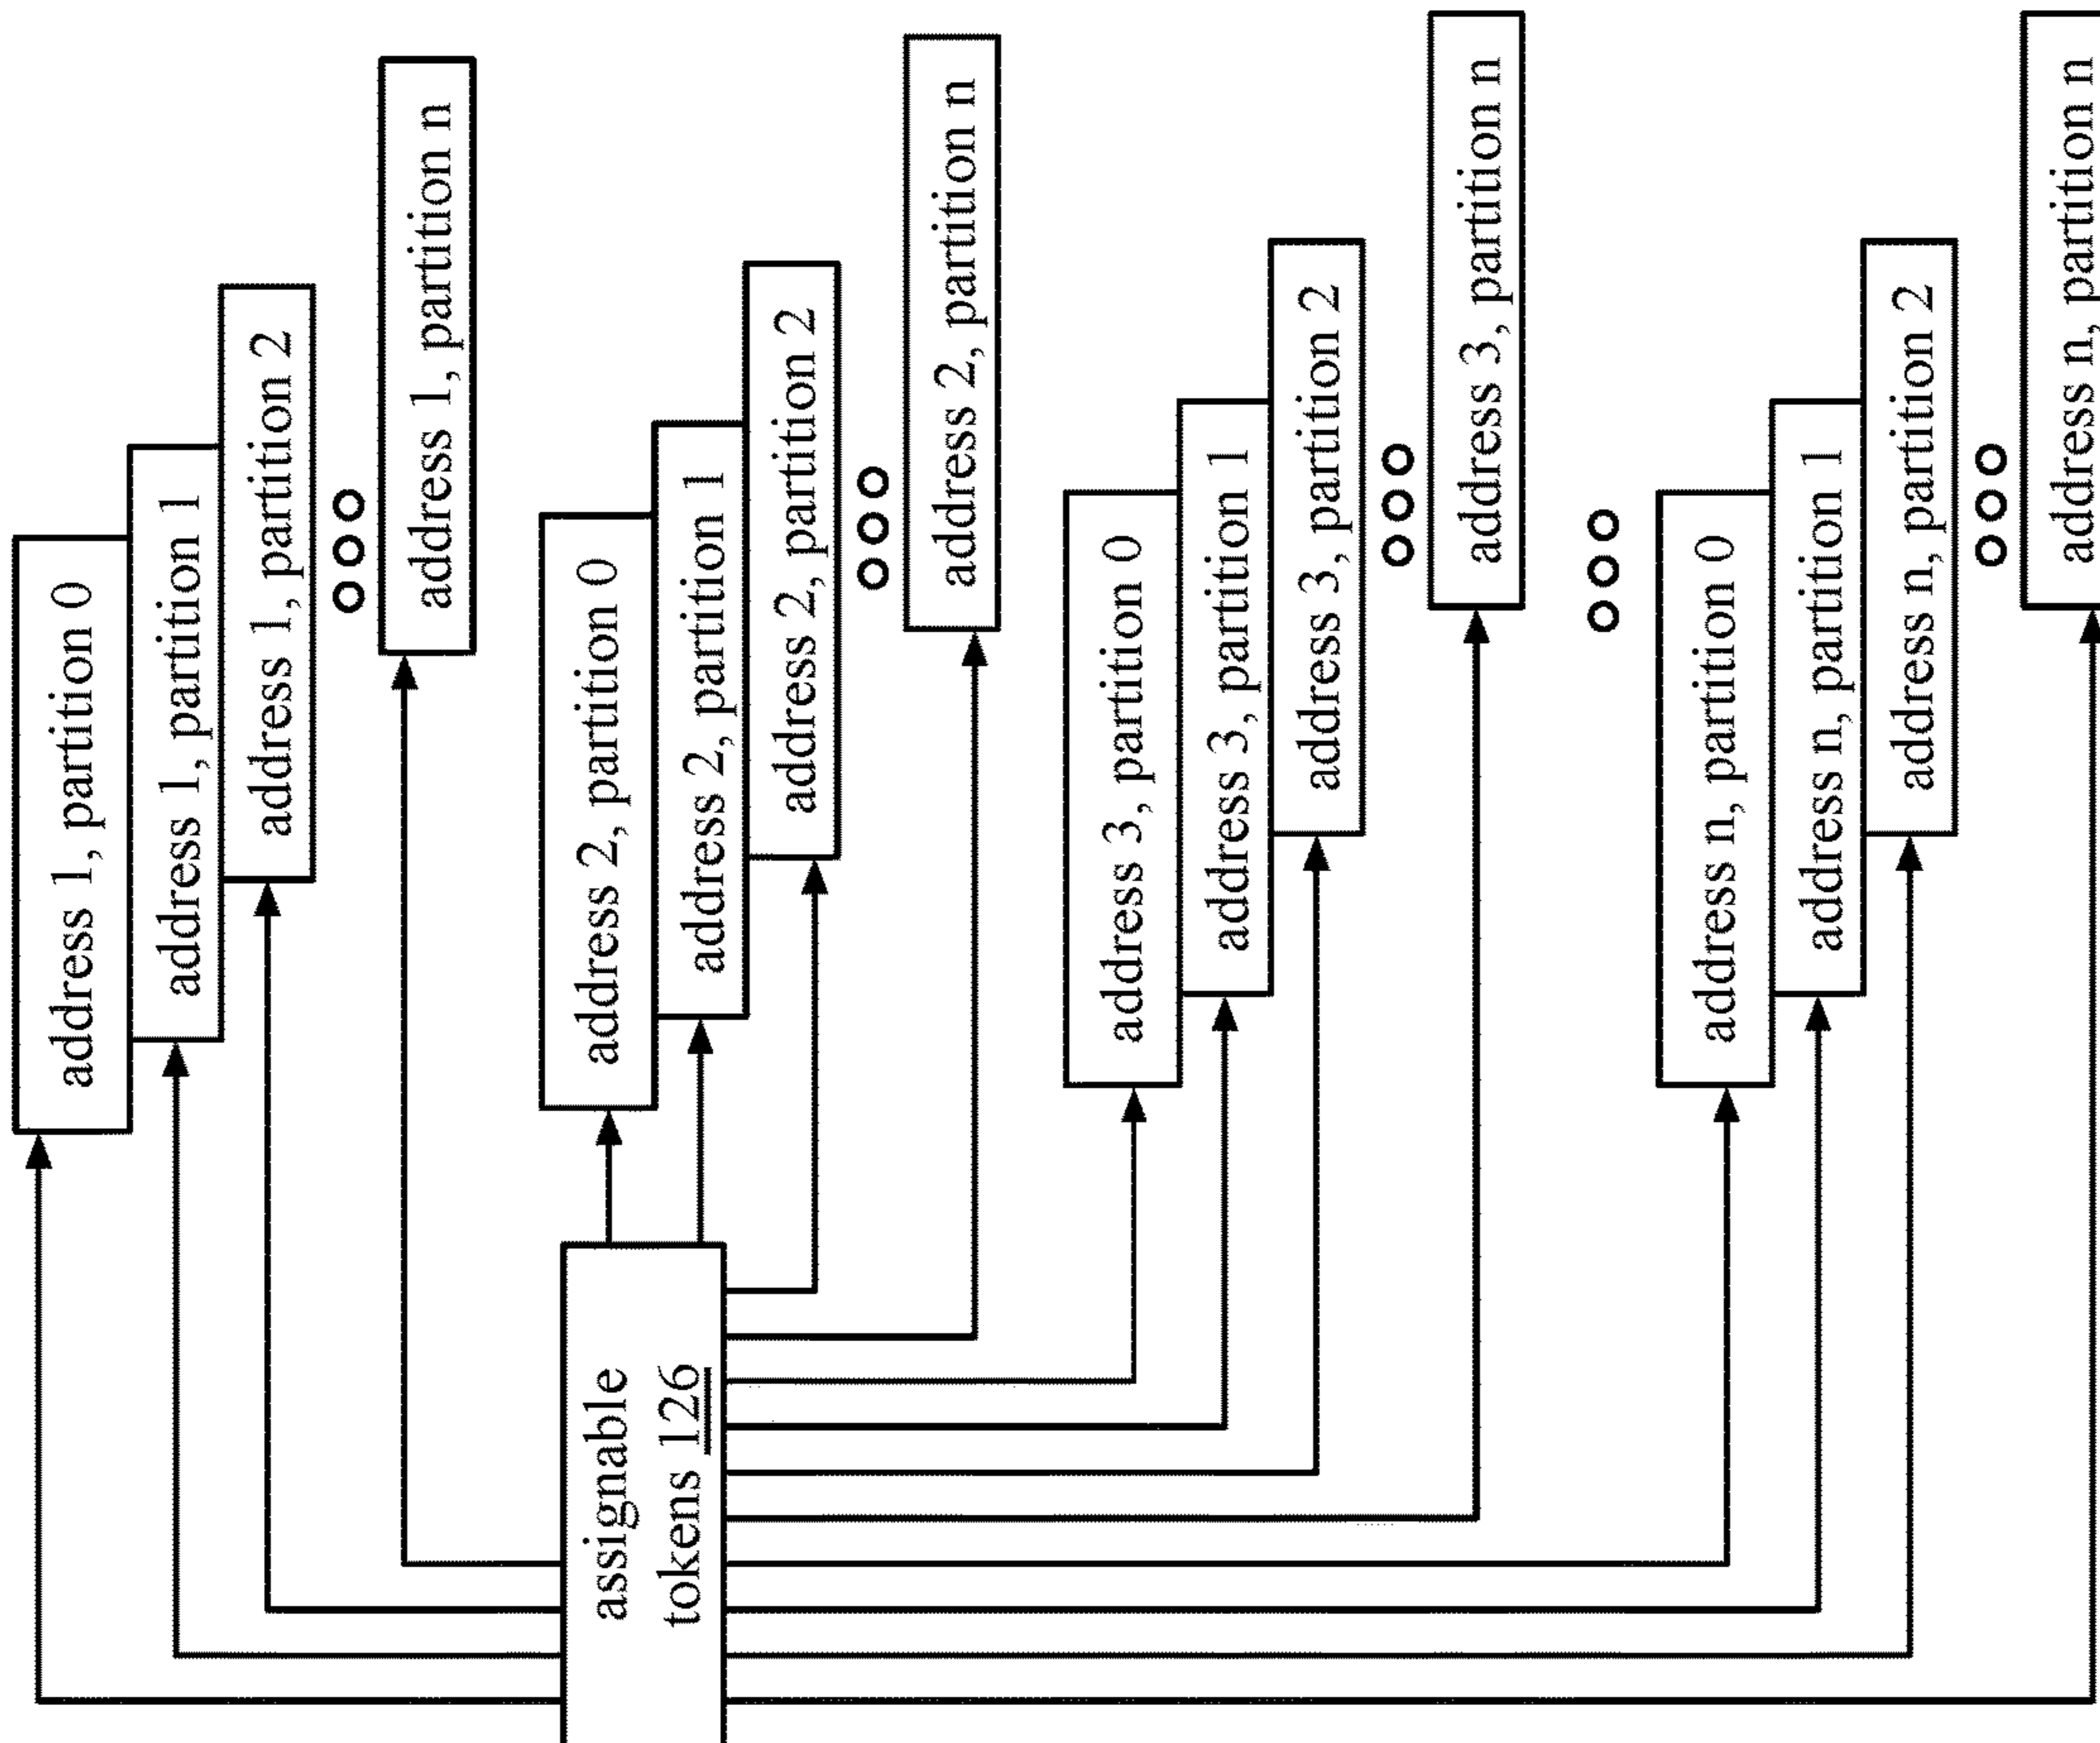 address 1, partition 0
address 1, partition 1
address 1, partition 2
address 1, partition n
assignable
tokens 126
address 2, partition 0
address 2, partition 1
address 2, partition 2
address 2, partition n
address 3, partition 0
address 3, partition 1
address 3, partition 2
address 3, partition n
address n, partition 0
address n, partition 1
address n, partition 2
address n, partition n